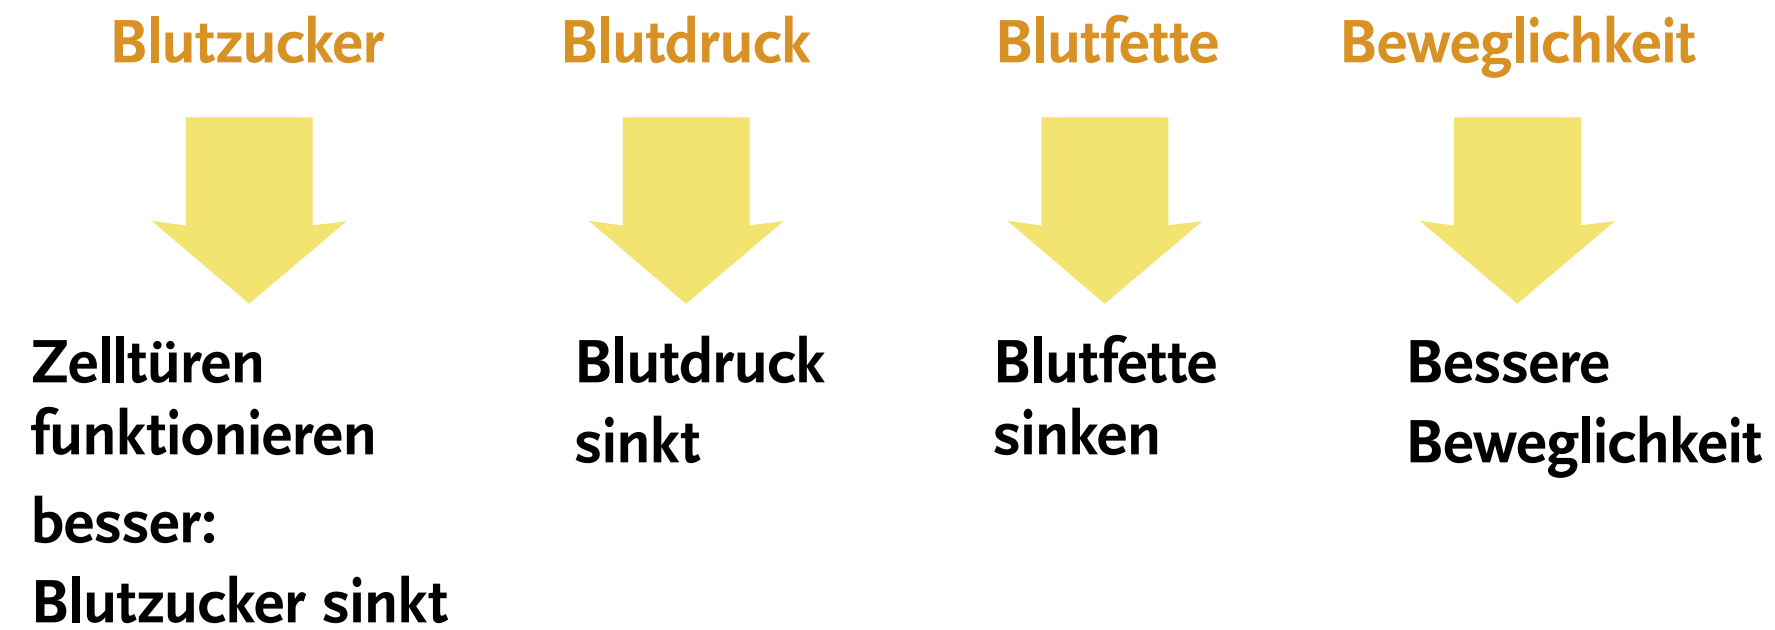 Blutzucker
Blutdruck
Blutfette
Beweglichkeit
Zelltüren
funktionieren
besser:
Blutzucker sinkt
Blutdruck
sinkt
Blutfette
sinken
Bessere
Beweglichkeit